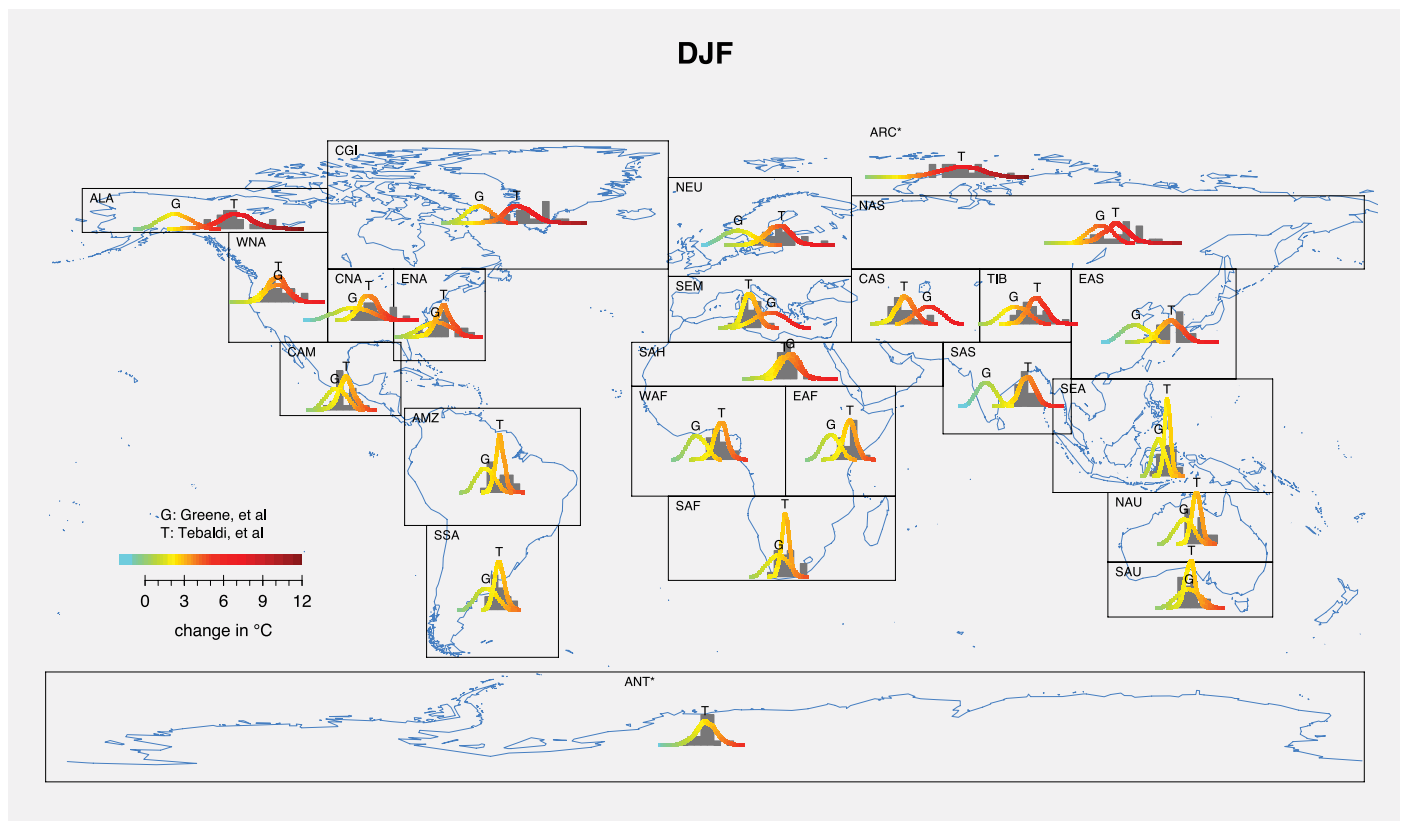 DJF
ARC*
CGI
T
NEU
ALA
G
T
G
T
NAS
G
T
G
T
WNA
T
G
CNA
G
T
ENA
T
G
SEM
T
G
CAS
T
G
TIB
G
T
EAS
G
T
CAM
G
T
SAH
G
SAS
G
T
SEA
T
G
WAF
G
T
EAF
G
T
AMZ
T
G
SAF
T
G
NAU
T
G
SSA
T
G
SAU
T
G
G: Greene, et al
T: Tebaldi, et al
0 3 6 9 12
change in °C
ANT*
T